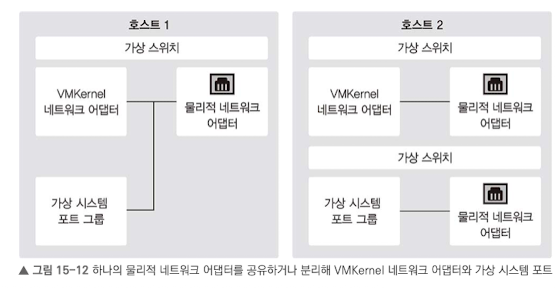 호스트 1
가상 스위치
VMKernel
네트워크 어댑터
물리적 네트워크
어댑터
가상 시스템
포트 그룹
호스트 2
가상 스위치
VMKernel
네트워크 어댑터
물리적 네트워크
어댑터
가상 스위치
가상 시스템
포트 그룹
물리적 네트워크
어댑터
▲ 그림 15-12 하나의 물리적 네트워크 어댑터를 공유하거나 분리해 VMKernel 네트워크 어댑터와 가상 시스템 포트